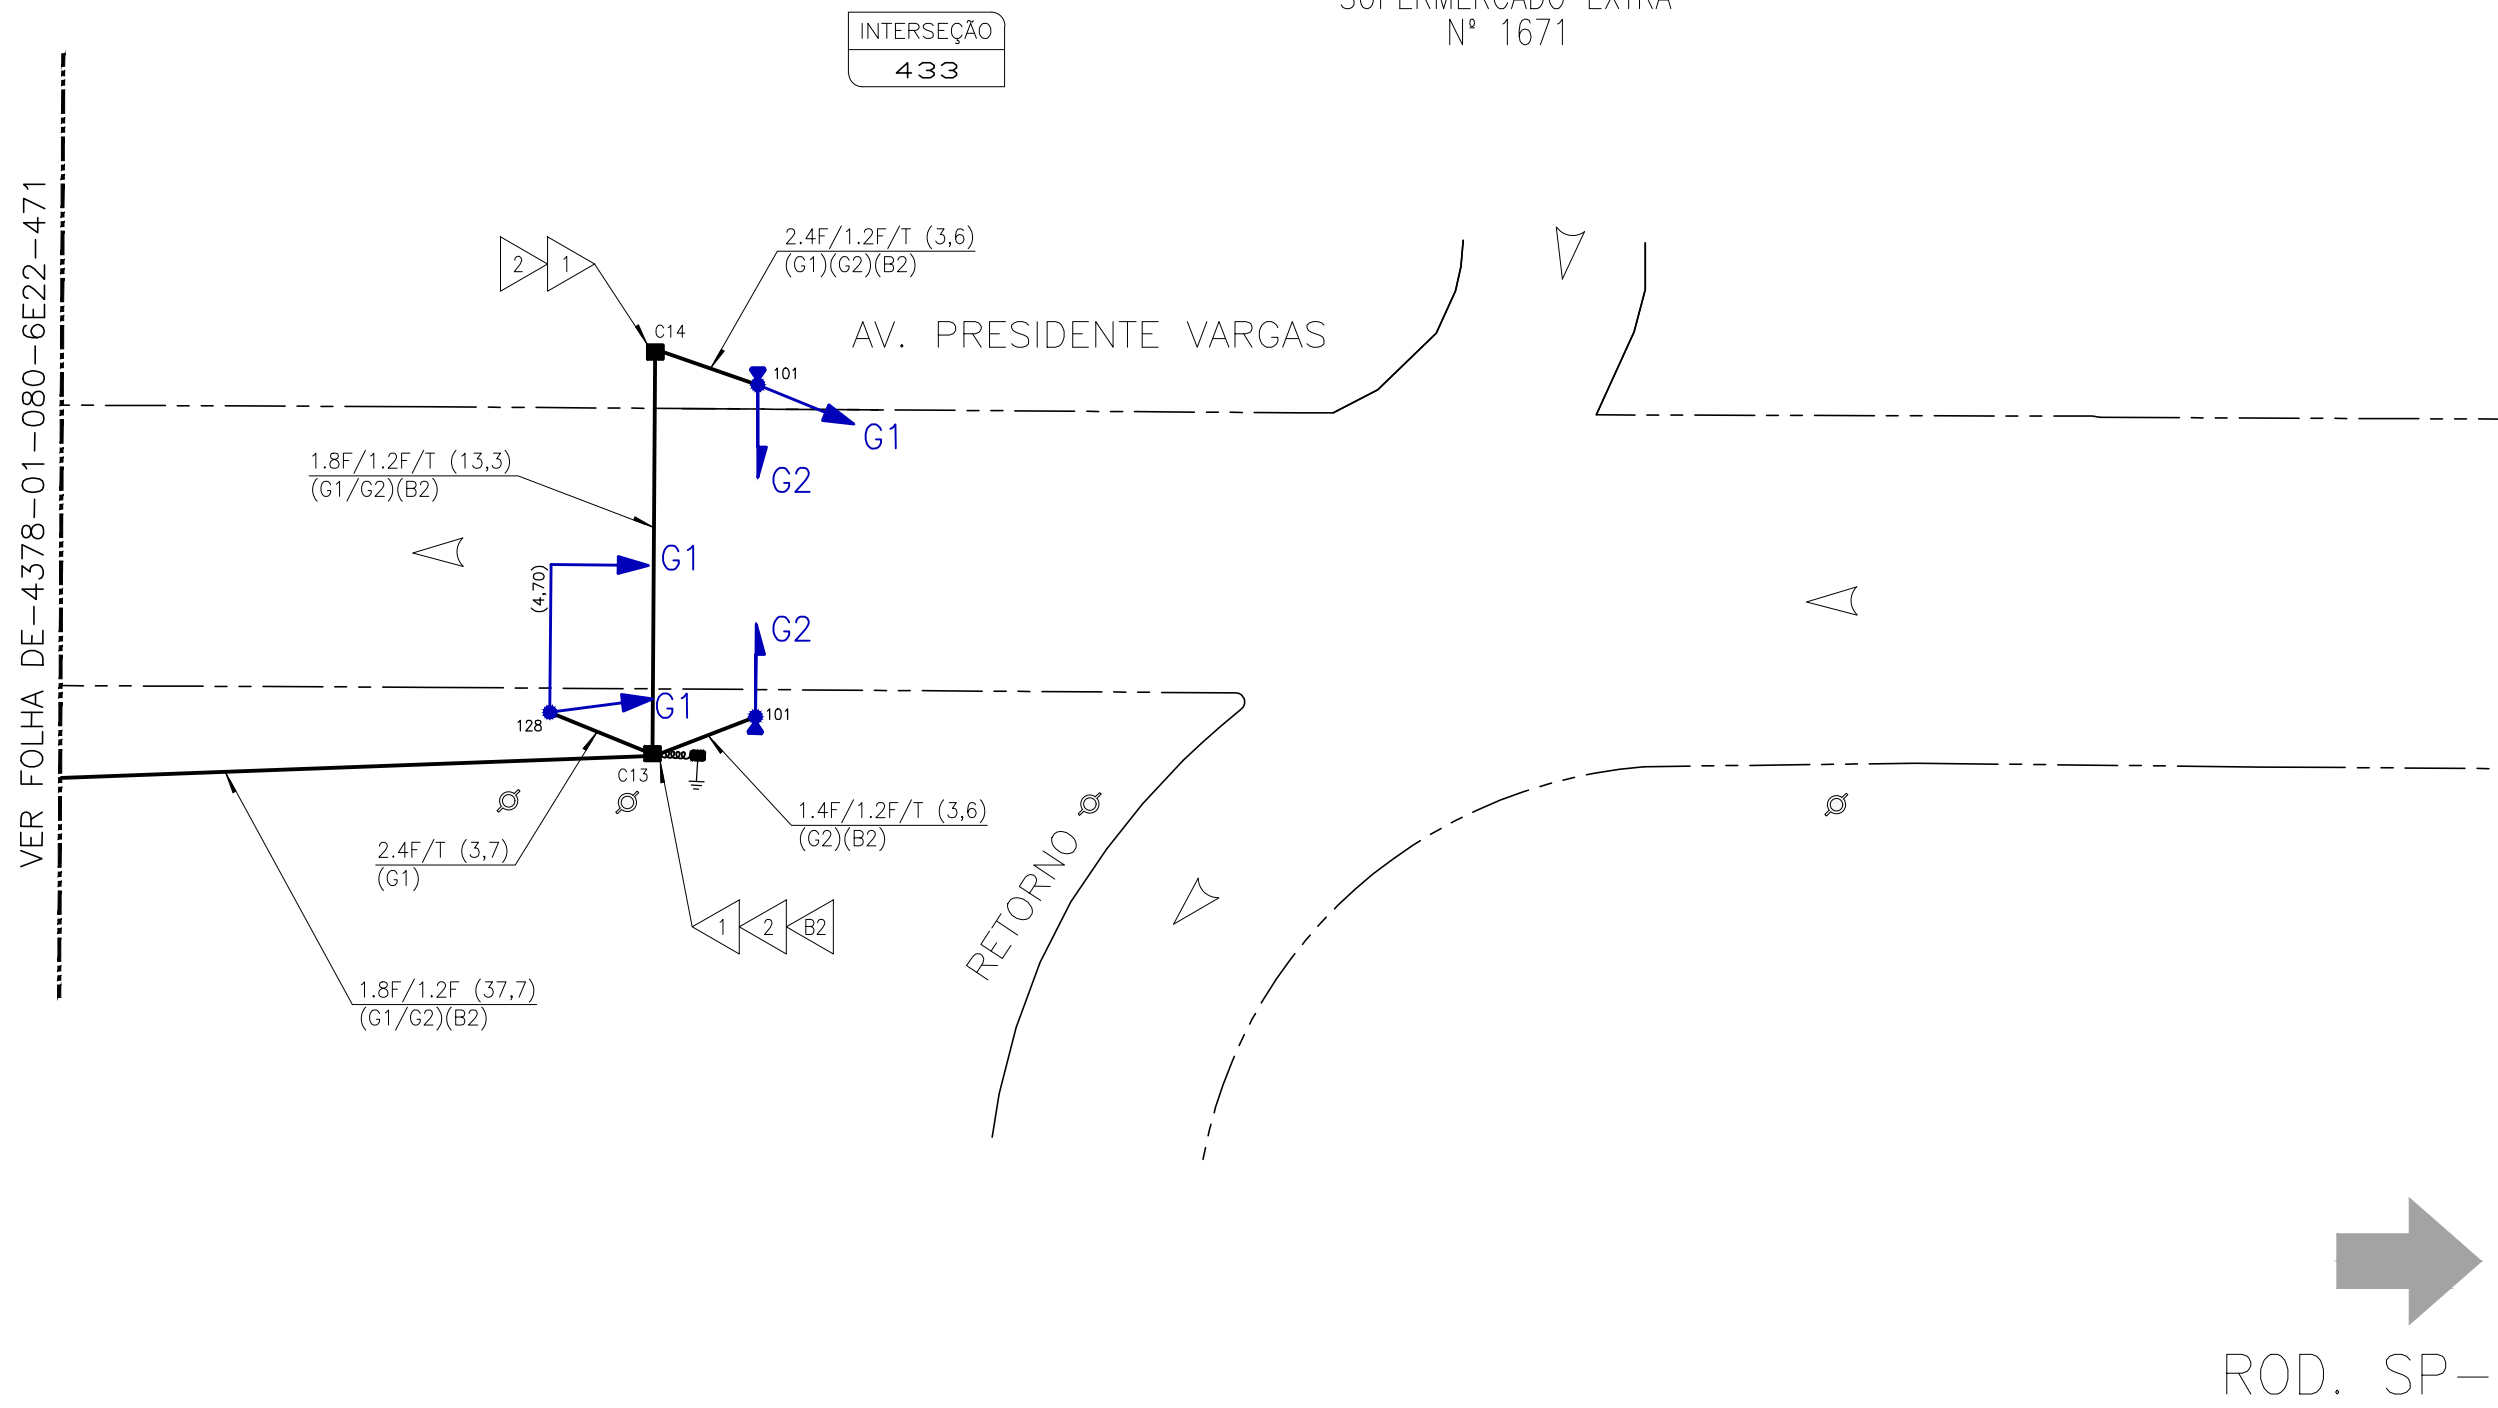 SUPERMERCADO EXTRA
Nº 1671
INTERSEÇÃO
433
VER FOLHA DE-4378-01-080-6E22-471
2
1
2.4F/1.2F/T (3,6)
(G1)(G2)(B2)
C14
AV. PRESIDENTE VARGAS
101
G1
1.8F/1.2F/T (13,3)
(G1/G2)(B2)
G2
G1
(4,70)
G2
G1
128
101
C13
1.4F/1.2F/T (3,6)
(G2)(B2)
2.4F/T (3,7)
(G1)
RETORNO
1
2
B2
1.8F/1.2F (37,7)
(G1/G2)(B2)
ROD. SP-